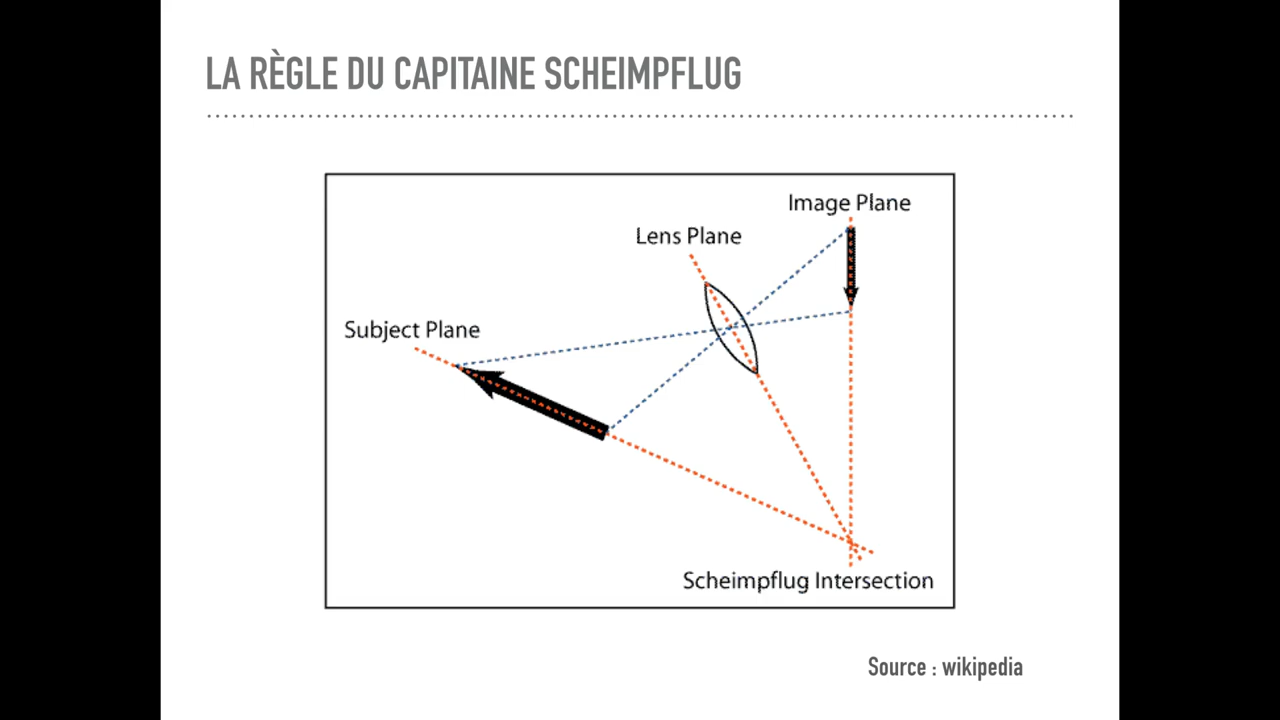 LA RÈGLE DU CAPITAINE SCHEIMPFLUG
Image Plane
Lens Plane
Subject Plane
Scheimpflug Intersection
Source : wikipedia